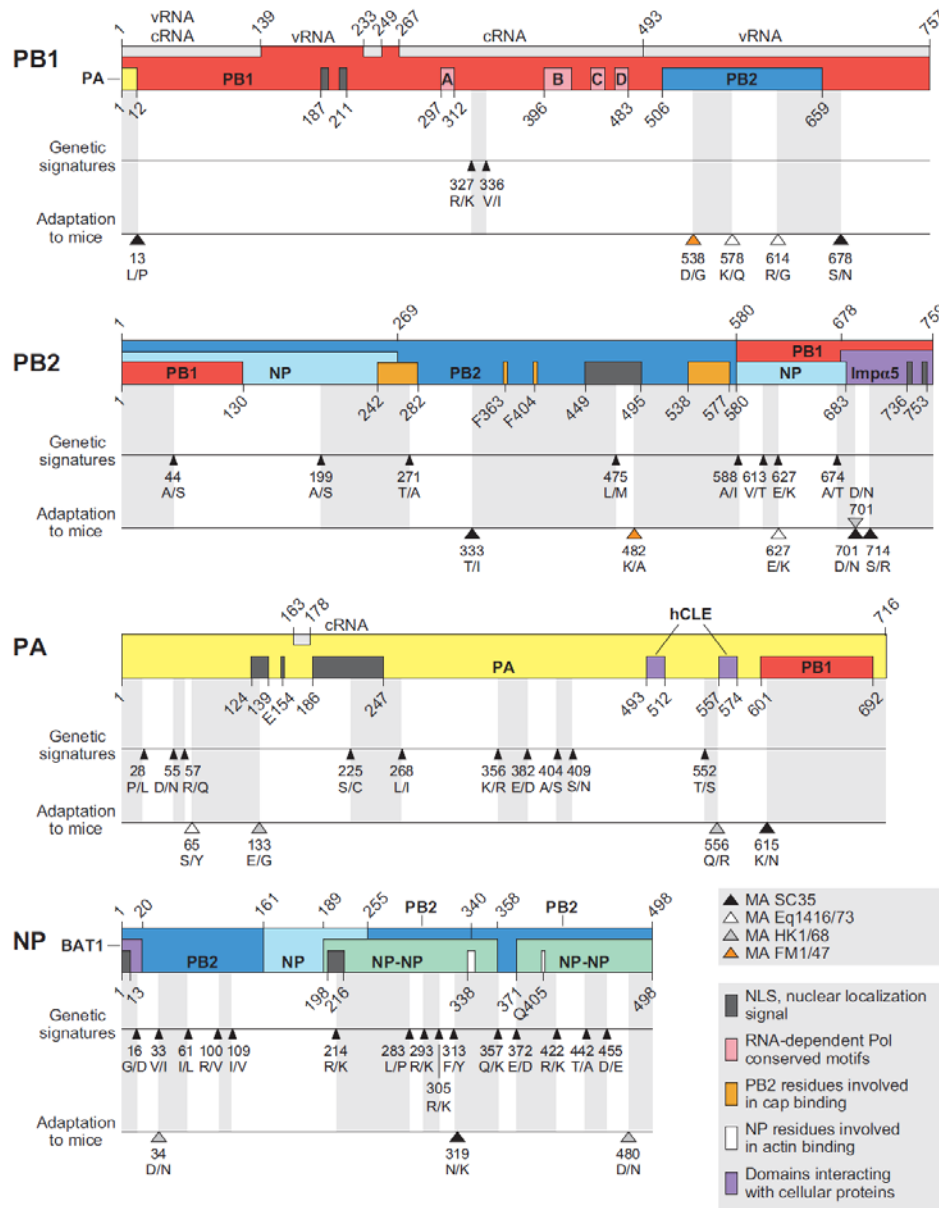 vRNA
cRNA
139
vRNA
233
249
267
cRNA
493
vRNA
757
1
PB1
PA
PB1
A
B
C
D
PB2
1
12
187
211
297
312
396
483
506
659
Genetic
signatures
327
R/K
336
V/I
Adaptation
to mice
13
L/P
538
D/G
578
K/Q
614
R/G
678
S/N
1
269
580
678
759
PB2
PB1
PB1
NP
PB2
NP
Impα5
1
130
242
282
F363
F404
449
495
538
577
580
683
736
753
Genetic
signatures
44
A/S
199
A/S
271
T/A
475
L/M
588
A/I
613
V/T
627
E/K
674
A/T
D/N
701
Adaptation
to mice
333
T/I
482
K/A
627
E/K
701
D/N
714
S/R
PA
163
178
cRNA
hCLE
716
PA
PB1
1
124
139
E154
186
247
493
512
557
574
601
692
Genetic
signatures
28
P/L
55
D/N
57
R/Q
225
S/C
268
L/I
356
K/R
382
E/D
404
A/S
409
S/N
552
T/S
Adaptation
to mice
65
S/Y
133
E/G
556
Q/R
615
K/N
1
20
161
189
255
PB2
340
358
PB2
498
NP
BAT1
PB2
NP
NP-NP
NP-NP
1
13
198
216
338
371
Q405
498
Genetic
signatures
16
G/D
33
V/I
61
I/L
100
R/V
109
I/V
214
R/K
283
L/P
293
R/K
305
R/K
313
F/Y
357
Q/K
372
E/D
422
R/K
442
T/A
455
D/E
Adaptation
to mice
34
D/N
319
N/K
480
D/N
MA SC35
MA Eq1416/73
MA HK1/68
MA FM1/47
NLS, nuclear localization
signal
RNA-dependent Pol
conserved motifs
PB2 residues involved
in cap binding
NP residues involved
in actin binding
Domains interacting
with cellular proteins